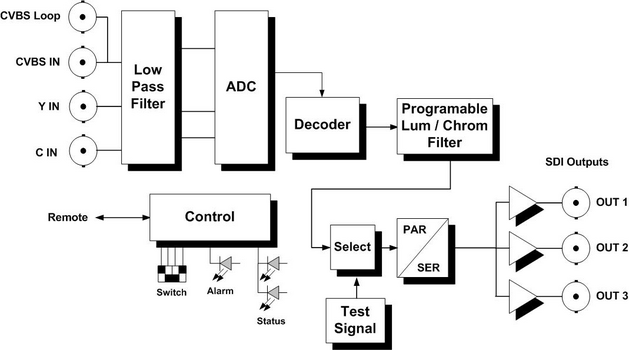 CVBS Loop
CVBS IN
Y IN
C IN
Low
Pass
Filter
ADC
Decoder
Programable
Lum / Chrom
Filter
SDI Outputs
OUT 1
OUT 2
OUT 3
Remote
Control
Switch
Alarm
Status
Select
PAR
SER
Test
Signal